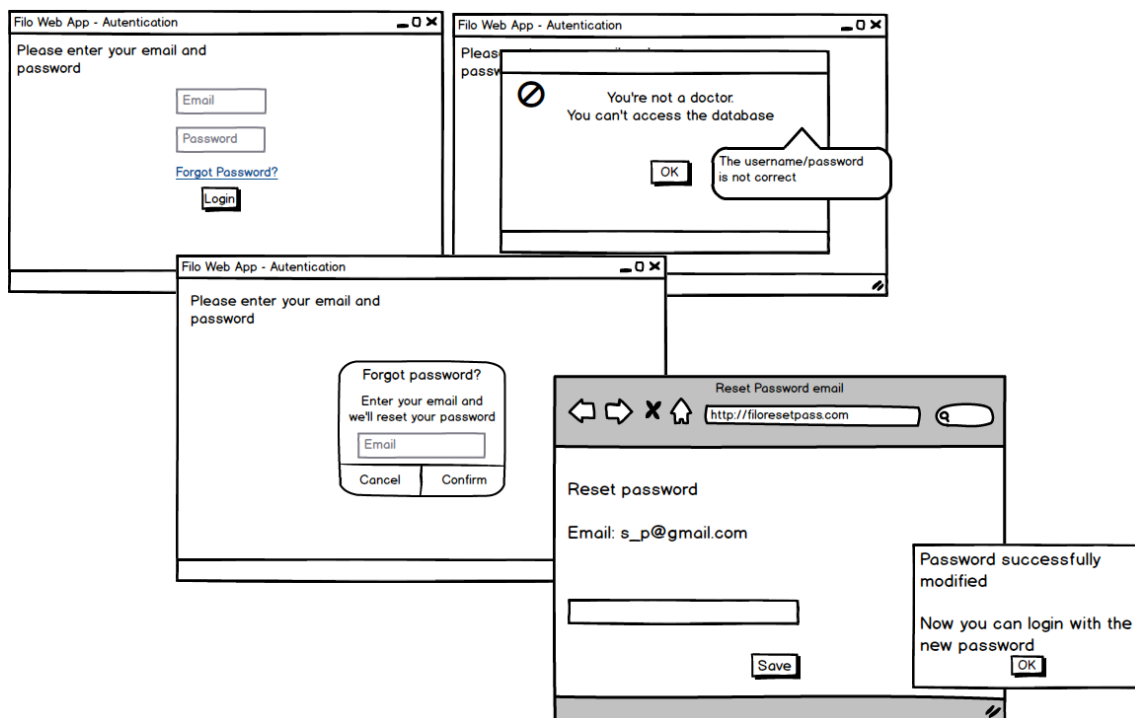 Filo Web App - Autentication
Please enter your email and
password
Email
Password
Forgot Password?
Login
Filo Web App - Autentication
Pleas
passw
You're not a doctor.
You can't access the database
OK
The username/password
is not correct
Filo Web App - Autentication
Please enter your email and
password
Forgot password?
Enter your email and
we'll reset your password
Email
Cancel
Confirm
Reset Password email
http://filoresetpass.com
Reset password
Email: s_p@gmail.com
Save
Password successfully
modified
Now you can login with the
new password
OK